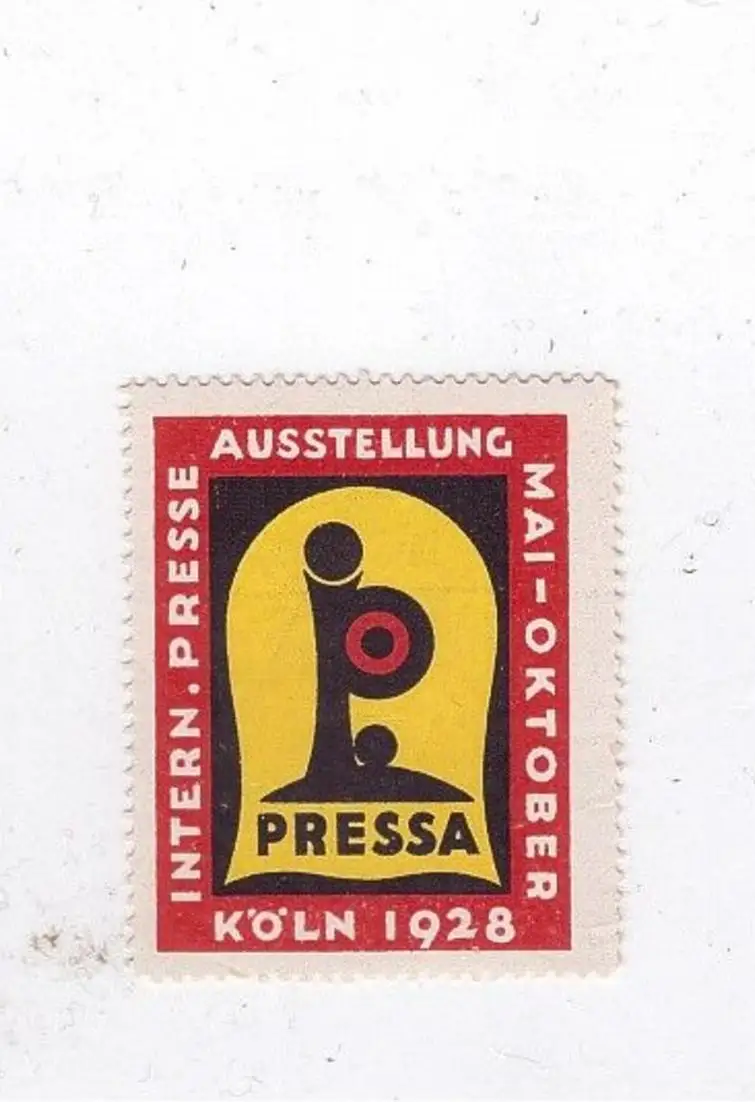 INTERN. PRESSE
AUSSTELLUNG
MAI-OKTOBER
PRESSA
KÖLN 1928